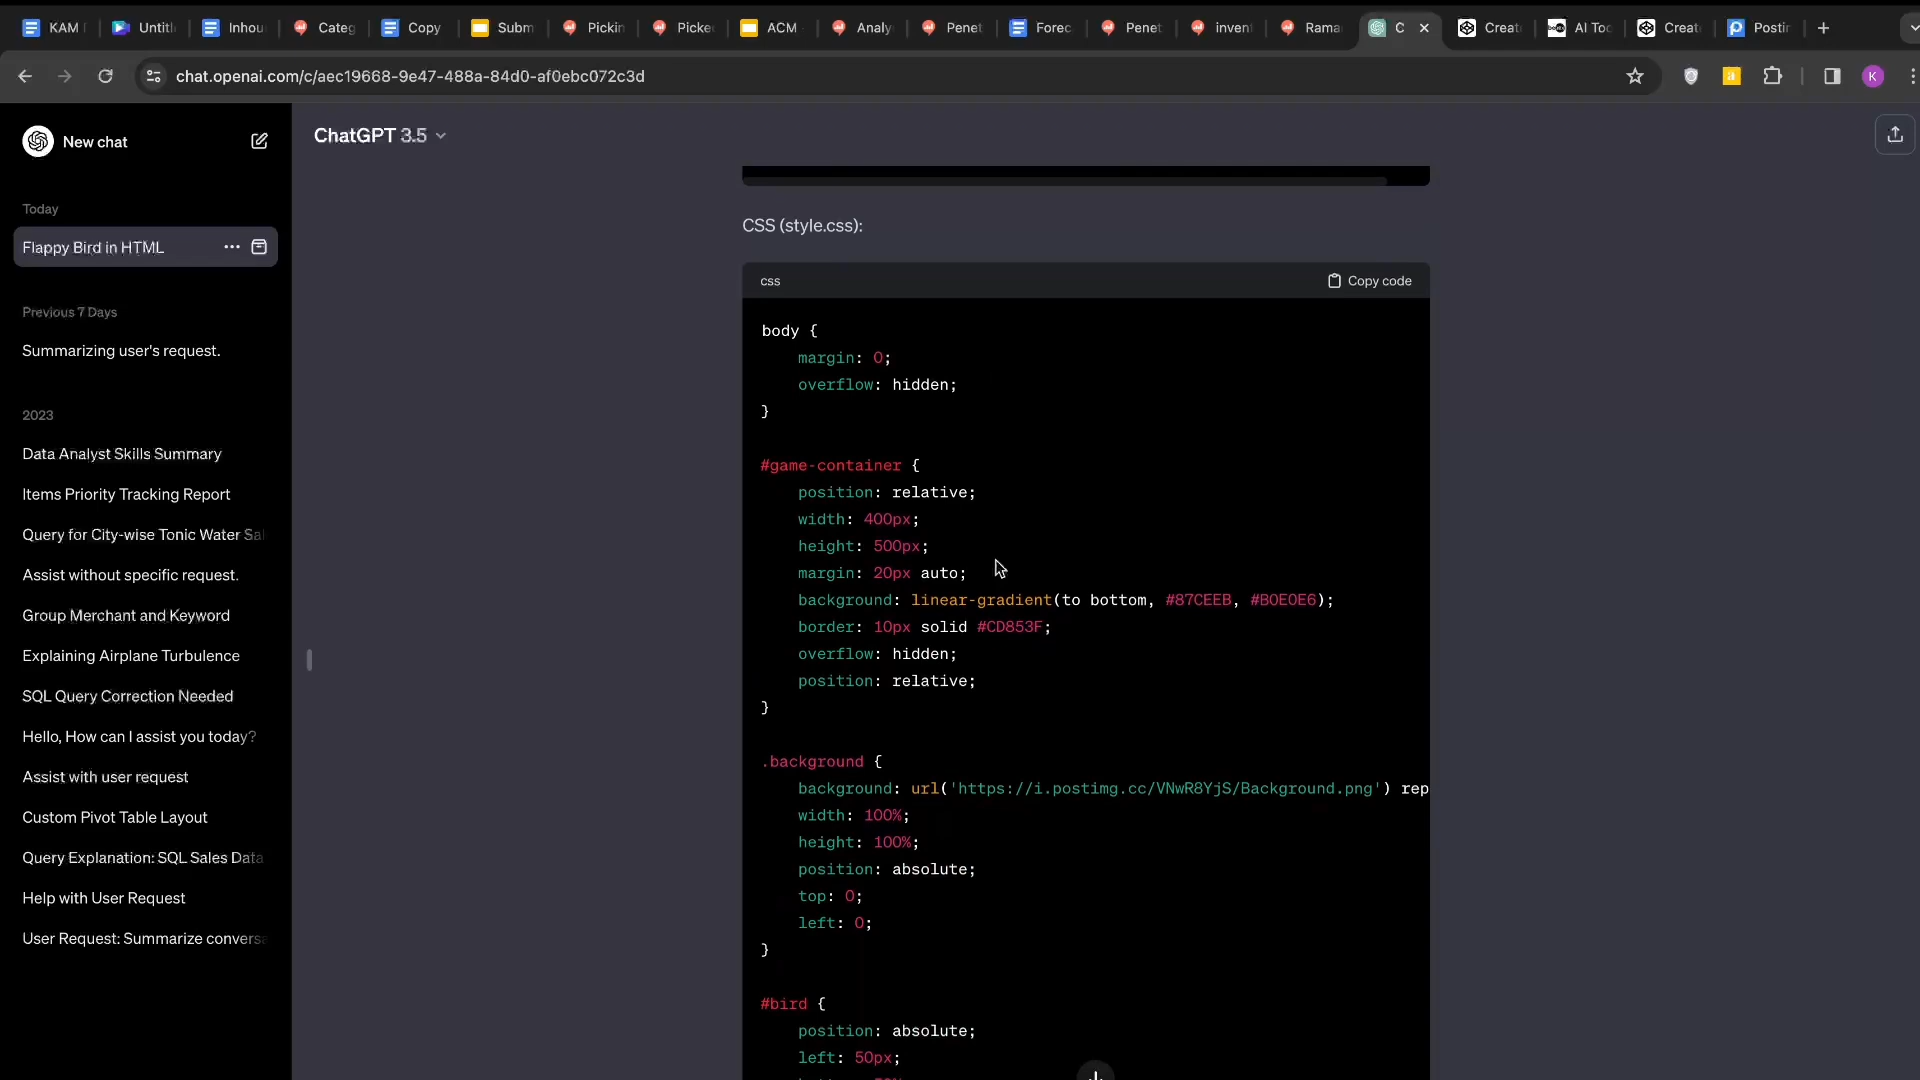 KAM
Untitl
Inhou
Categ
Copy
Subm
Pickin
Picke
ACM
Analy
Penet
Forec
Penet
inven
Rama
C
Creat
AI Too
Creat
Postin
chat.openai.com/c/aec19668-9e47-488a-84d0-af0ebc072c3d
K
New chat
ChatGPT 3.5
Today
Flappy Bird in HTML
Previous 7 Days
Summarizing user's request.
2023
Data Analyst Skills Summary
Items Priority Tracking Report
Query for City-wise Tonic Water Sal
Assist without specific request.
Group Merchant and Keyword
Explaining Airplane Turbulence
SQL Query Correction Needed
Hello, How can I assist you today?
Assist with user request
Custom Pivot Table Layout
Query Explanation: SQL Sales Data
Help with User Request
User Request: Summarize conversa
CSS (style.css):
css
Copy code
body {
margin: 0;
overflow: hidden;
}
#game-container {
position: relative;
width: 400px;
height: 500px;
margin: 20px auto;
background: linear-gradient(to bottom, #87CEEB, #B0E0E6);
border: 10px solid #CD853F;
overflow: hidden;
position: relative;
}
.background {
background: url('https://i.postimg.cc/VNwR8YjS/Background.png') rep
width: 100%;
height: 100%;
position: absolute;
top: 0;
left: 0;
}
#bird {
position: absolute;
left: 50px;